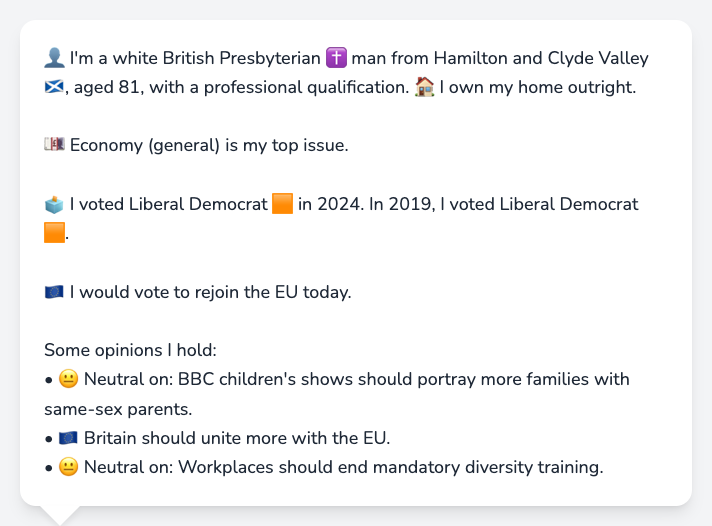 👤 I'm a white British Presbyterian ✝️ man from Hamilton and Clyde Valley
🏴󠁧󠁢󠁳󠁣󠁴󠁿, aged 81, with a professional qualification. 🏠 I own my home outright.
💷 Economy (general) is my top issue.
🗳️ I voted Liberal Democrat 🟧 in 2024. In 2019, I voted Liberal Democrat
🟧.
🇪🇺 I would vote to rejoin the EU today.
Some opinions I hold:
• 😐 Neutral on: BBC children's shows should portray more families with
same-sex parents.
• 🇪🇺 Britain should unite more with the EU.
• 😐 Neutral on: Workplaces should end mandatory diversity training.